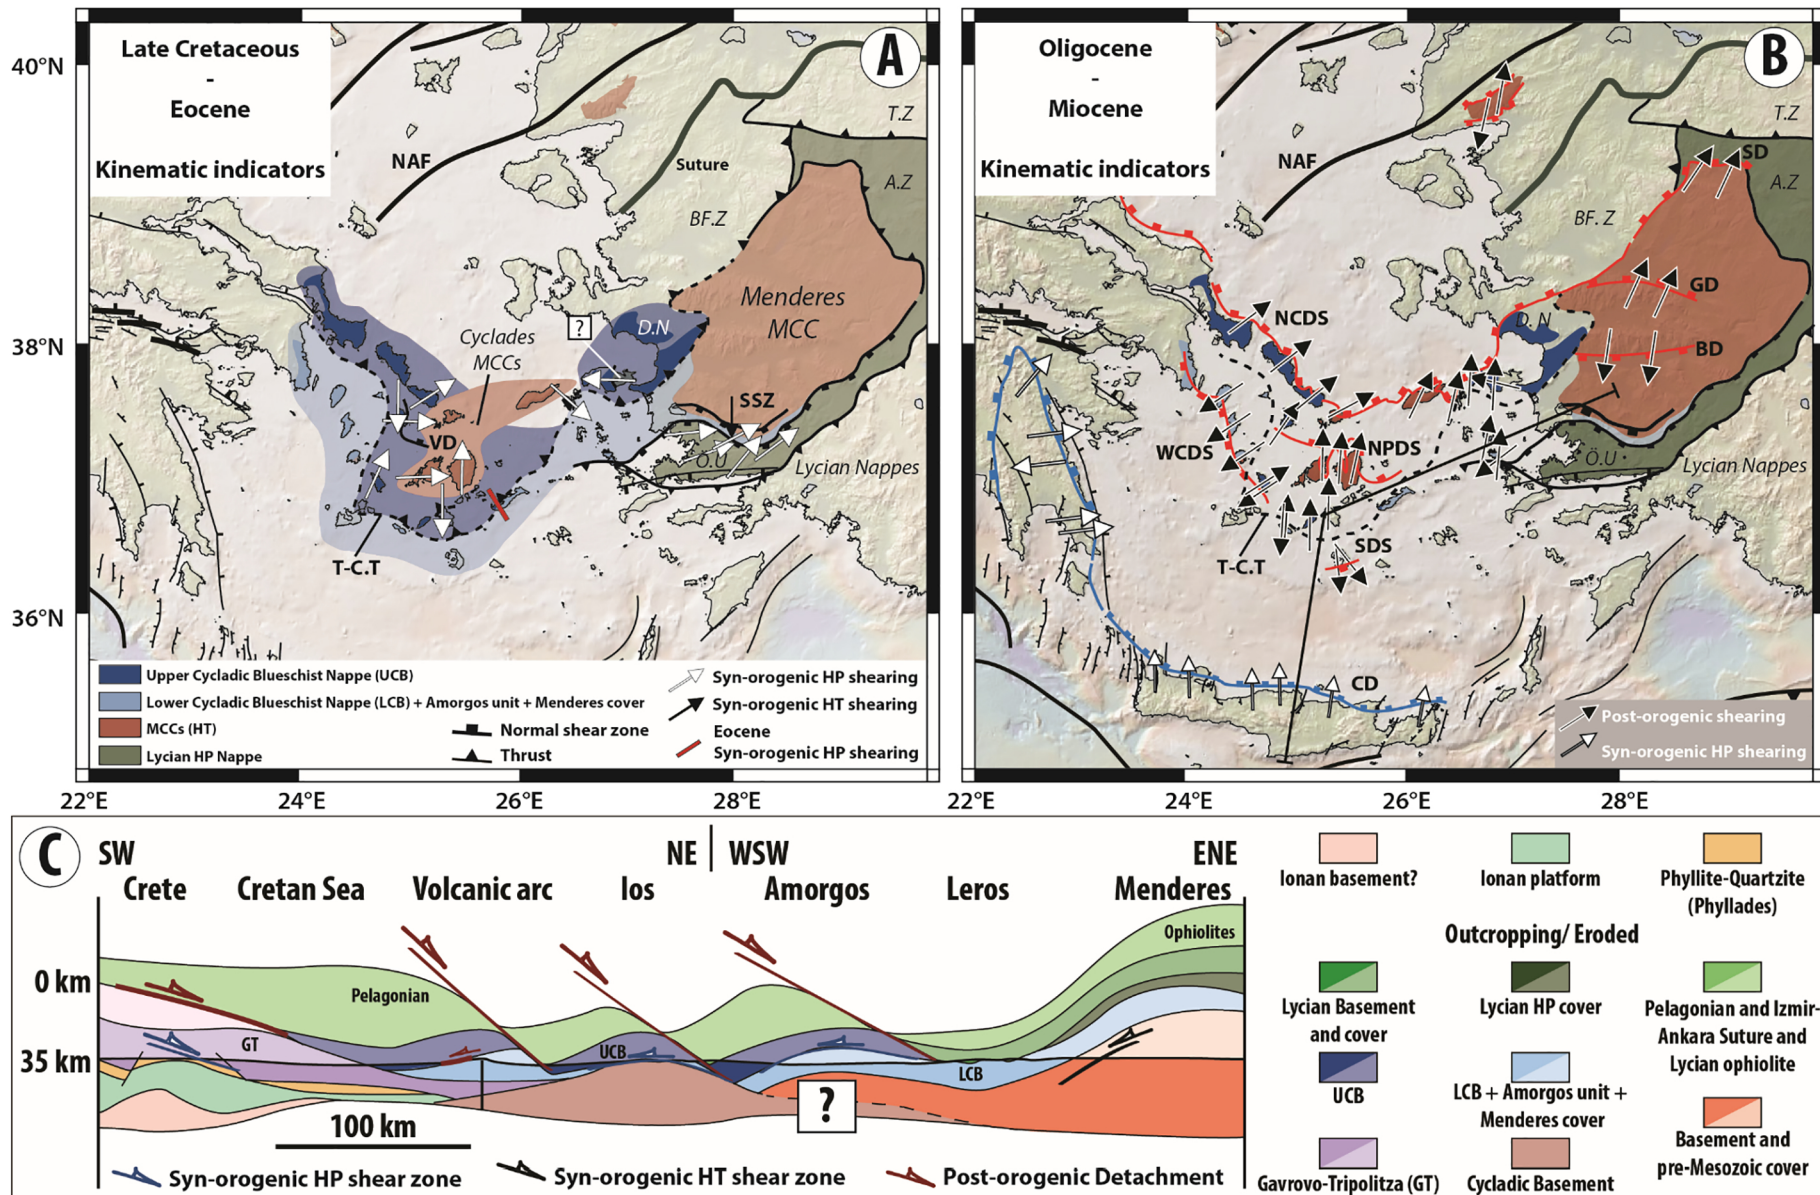 Late Cretaceous
-
Eocene
Kinematic indicators
A
40°N
38°N
36°N
NAF
Suture
T.Z
A.Z
BF.Z
Menderes
MCC
D.N
?
Cyclades
MCCs
VD
SSZ
Ö.U
Lycian Nappes
T-C.T
Upper Cycladic Blueschist Nappe (UCB)
Lower Cycladic Blueschist Nappe (LCB) + Amorgos unit + Menderes cover
MCCs (HT)
Lycian HP Nappe
Normal shear zone
Thrust
Syn-orogenic HP shearing
Syn-orogenic HT shearing
Eocene
Syn-orogenic HP shearing
22°E
24°E
26°E
28°E
Oligocene
-
Miocene
Kinematic indicators
B
NAF
T.Z
SD
A.Z
BF.Z
GD
BD
D.N
NCDS
WCDS
NPDS
Ö.U
Lycian Nappes
T-C.T
SDS
CD
Post-orogenic shearing
Syn-orogenic HP shearing
22°E
24°E
26°E
28°E
C
SW
NE
WSW
ENE
Crete
Cretan Sea
Volcanic arc
Ios
Amorgos
Leros
Menderes
0 km
35 km
Pelagonian
Ophiolites
GT
UCB
LCB
?
100 km
Syn-orogenic HP shear zone
Syn-orogenic HT shear zone
Post-orogenic Detachment
Ionan basement?
Ionan platform
Phyllite-Quartzite
(Phyllades)
Outcropping/ Eroded
Lycian Basement
and cover
Lycian HP cover
Pelagonian and Izmir-
Ankara Suture and
Lycian ophiolite
UCB
LCB + Amorgos unit +
Menderes cover
Basement and
pre-Mesozoic cover
Gavrovo-Tripolitza (GT)
Cycladic Basement